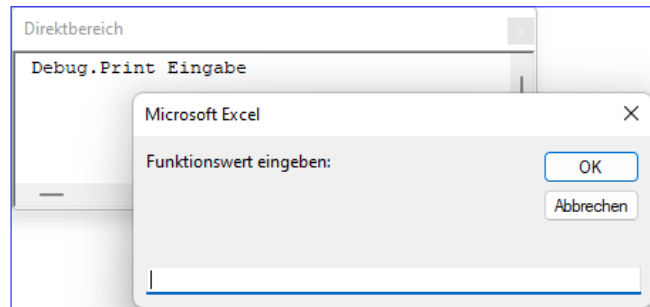 Direktbereich
Debug.Print Eingabe
Microsoft Excel
Funktionswert eingeben:
OK
Abbrechen